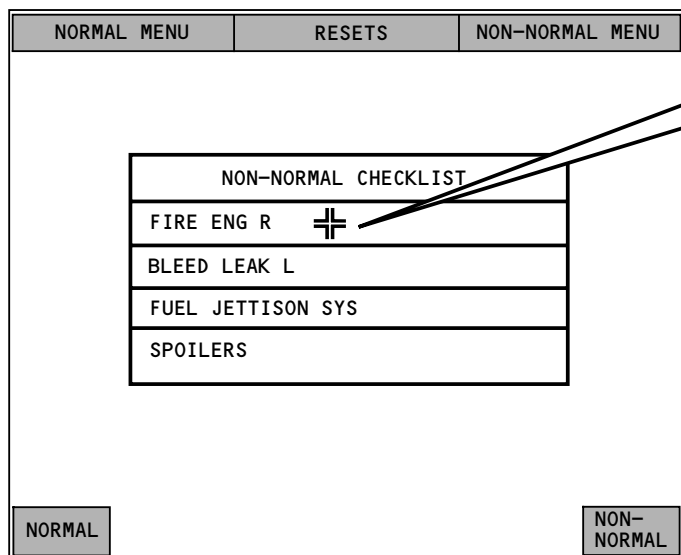 NORMAL MENU RESETS NON-NORMAL MENU
NON-NORMAL CHECKLIST
FIRE ENG R
BLEED LEAK L
FUEL JETTISON SYS
SPOILERS
NORMAL
NON-
NORMAL